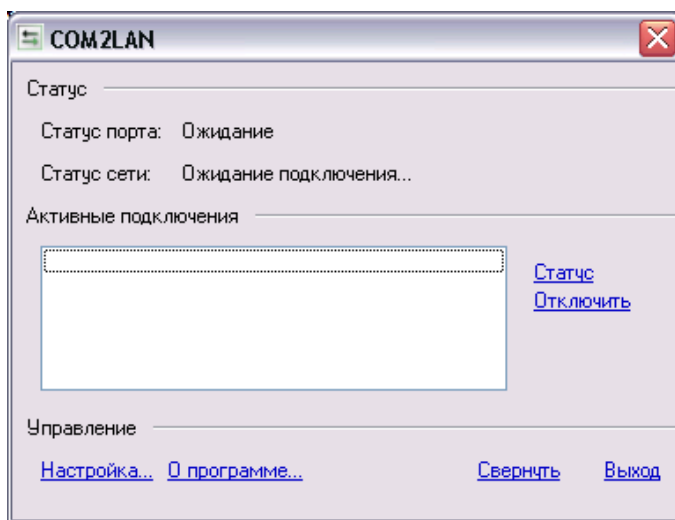 COM2LAN
Статус
Статус порта: Ожидание
Статус сети: Ожидание подключения...
Активные подключения
Статус
Отключить
Управление
Настройка... О программе... Свернуть Выход